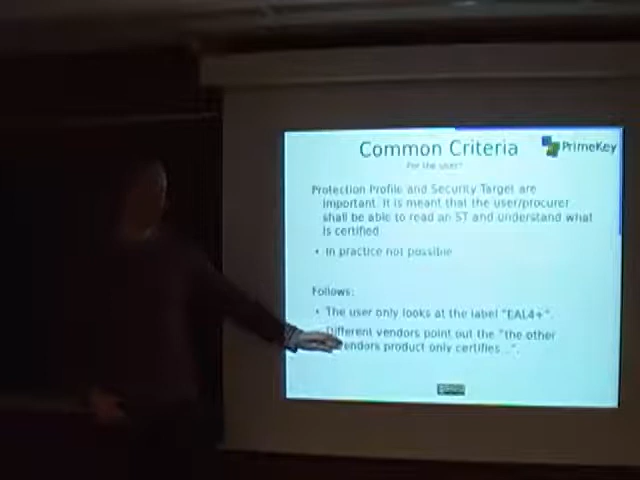 Common Criteria
PrimeKey
For the user?
Protection Profile and Security Target are
important. It is meant that the user/procurer
shall be able to read an ST and understand what
is certified
• In practice not possible
Follows:
• The user only looks at the label "EAL4+".
Different vendors point out the "the other
vendors product only certifies ..".